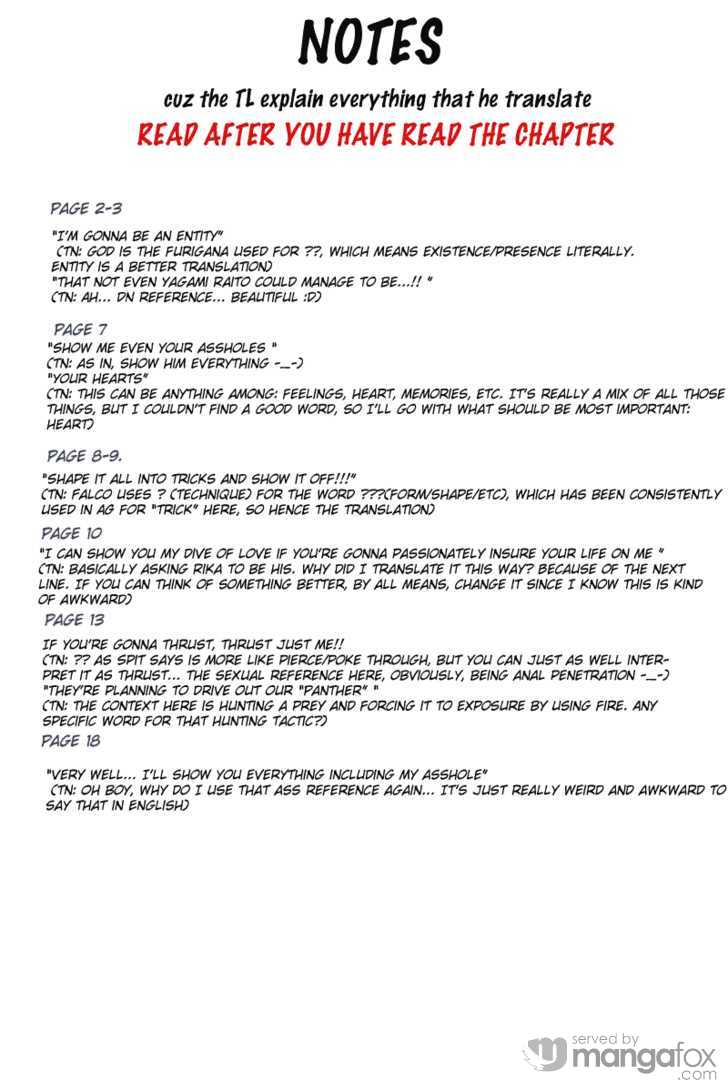 NOTES
cuz the TL explain everything that he translate
READ AFTER YOU HAVE READ THE CHAPTER
PAGE 2-3
"I'M GONNA BE AN ENTITY"
(TN: GOD IS THE FURIGANA USED FOR ??, WHICH MEANS EXISTENCE/PRESENCE LITERALLY.
ENTITY IS A BETTER TRANSLATION)
"THAT NOT EVEN YAGAMI RAITO COULD MANAGE TO BE...!! "
(TN: AH... DN REFERENCE... BEAUTIFUL :D)
PAGE 7
"SHOW ME EVEN YOUR ASSHOLES "
(TN: AS IN, SHOW HIM EVERYTHING -__-)
"YOUR HEARTS"
(TN: THIS CAN BE ANYTHING AMONG: FEELINGS, HEART, MEMORIES, ETC. IT'S REALLY A MIX OF ALL THOSE
THINGS, BUT I COULDN'T FIND A GOOD WORD, SO I'LL GO WITH WHAT SHOULD BE MOST IMPORTANT:
HEART)
PAGE 8-9.
"SHAPE IT ALL INTO TRICKS AND SHOW IT OFF!!!"
(TN: FALCO USES ? (TECHNIQUE) FOR THE WORD ???(FORM/SHAPE/ETC), WHICH HAS BEEN CONSISTENTLY
USED IN AG FOR "TRICK" HERE, SO HENCE THE TRANSLATION)
PAGE 10
"I CAN SHOW YOU MY DIVE OF LOVE IF YOU'RE GONNA PASSIONATELY INSURE YOUR LIFE ON ME "
(TN: BASICALLY ASKING RIKA TO BE HIS. WHY DID I TRANSLATE IT THIS WAY? BECAUSE OF THE NEXT
LINE. IF YOU CAN THINK OF SOMETHING BETTER, BY ALL MEANS, CHANGE IT SINCE I KNOW THIS IS KIND
OF AWKWARD)
PAGE 13
IF YOU'RE GONNA THRUST, THRUST JUST ME!!
(TN: ?? AS SPIT SAYS IS MORE LIKE PIERCE/POKE THROUGH, BUT YOU CAN JUST AS WELL INTER-
PRET IT AS THRUST... THE SEXUAL REFERENCE HERE, OBVIOUSLY, BEING ANAL PENETRATION -__-)
"THEY'RE PLANNING TO DRIVE OUT OUR "PANTHER" "
(TN: THE CONTEXT HERE IS HUNTING A PREY AND FORCING IT TO EXPOSURE BY USING FIRE. ANY
SPECIFIC WORD FOR THAT HUNTING TACTIC?)
PAGE 18
"VERY WELL... I'LL SHOW YOU EVERYTHING INCLUDING MY ASSHOLE"
(TN: OH BOY, WHY DO I USE THAT ASS REFERENCE AGAIN... IT'S JUST REALLY WEIRD AND AWKWARD TO
SAY THAT IN ENGLISH)
served by
mangafox
.com